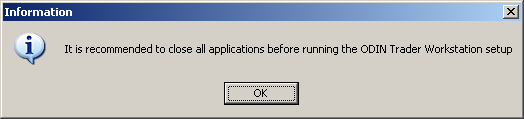 Information
It is recommended to close all applications before running the ODIN Trader Workstation setup
OK